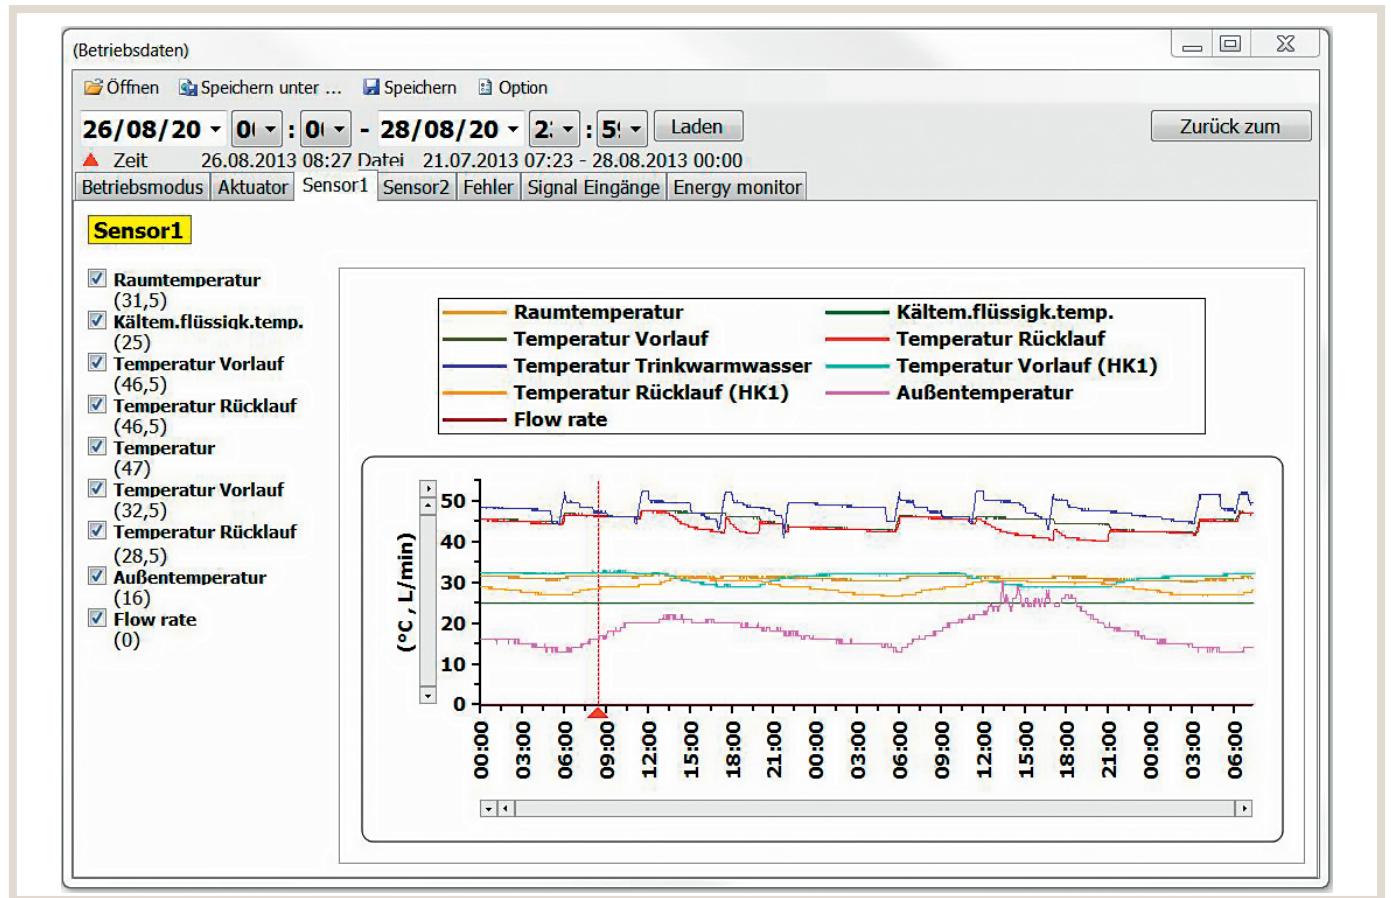 (Betriebsdaten)
Öffnen Speichern unter ... Speichern Option
26/08/20 - 28/08/20 Laden Zurück zum
Zeit 26.08.2013 08:27 Datei 21.07.2013 07:23 - 28.08.2013 00:00
Betriebsmodus Aktuator Sensor1 Sensor2 Fehler Signal Eingänge Energy monitor
Sensor1
Raumtemperatur
(31,5)
Kältem.flüssigk.temp.
(25)
Temperatur Vorlauf
(46,5)
Temperatur Rücklauf
(46,5)
Temperatur
(47)
Temperatur Vorlauf
(32,5)
Temperatur Rücklauf
(28,5)
Außentemperatur
(16)
Flow rate
(0)
Raumtemperatur Kältem.flüssigk.temp.
Temperatur Vorlauf Temperatur Rücklauf
Temperatur Trinkwarmwasser Temperatur Vorlauf (HK1)
Temperatur Rücklauf (HK1) Außentemperatur
Flow rate
(°C , L/min)
50
40
30
20
10
0
00:00 03:00 06:00 09:00 12:00 15:00 18:00 21:00 00:00 03:00 06:00 09:00 12:00 15:00 18:00 21:00 00:00 03:00 06:00